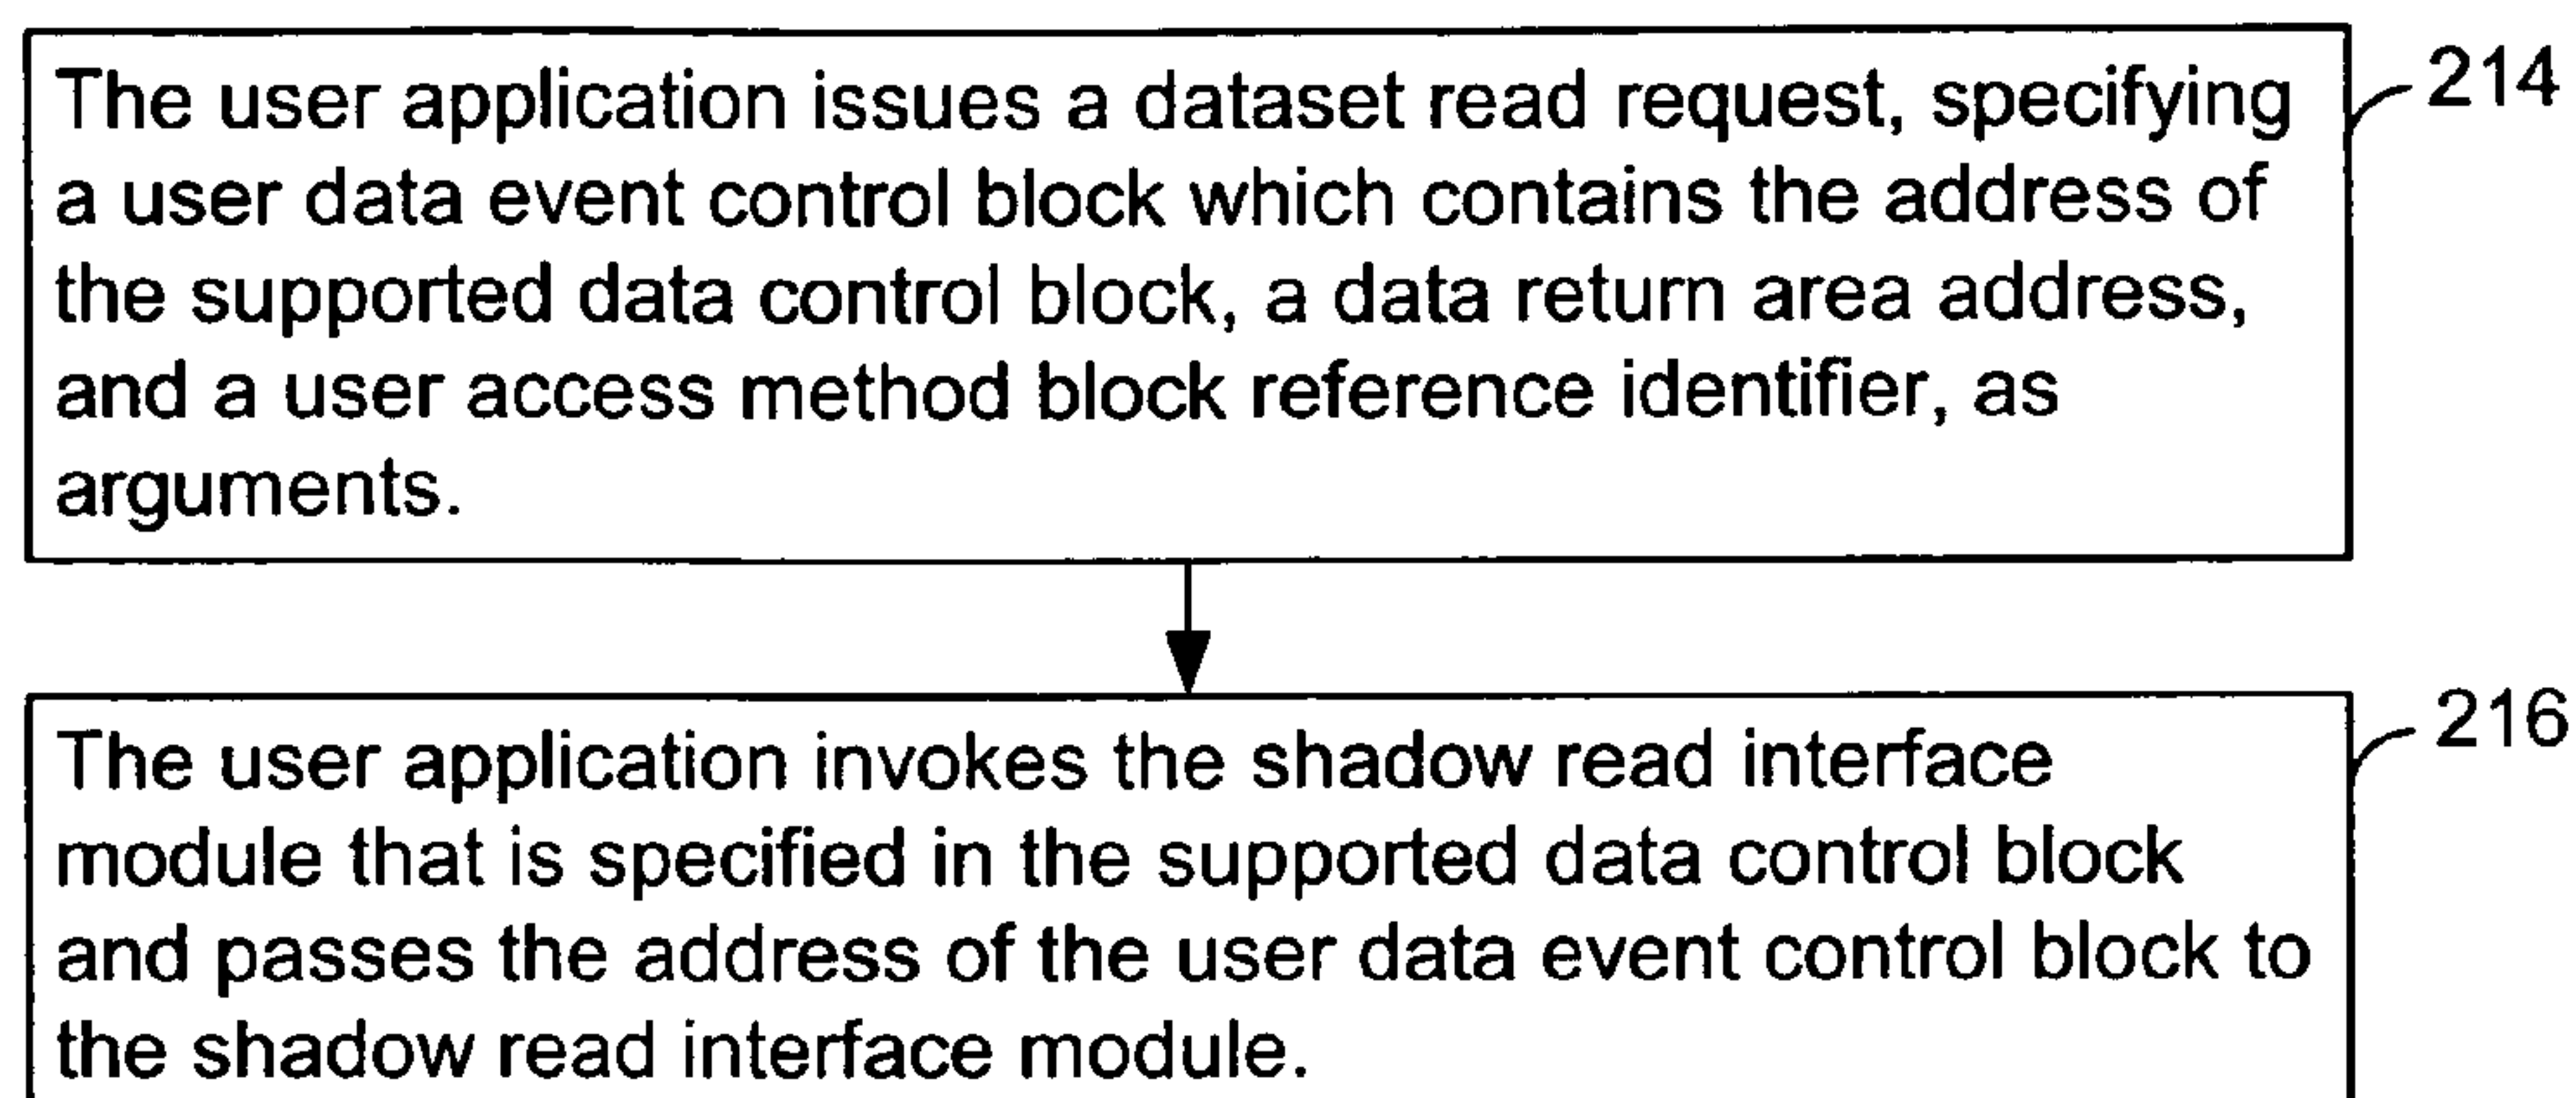 The user application issues a dataset read request, specifying
a user data event control block which contains the address of
the supported data control block, a data return area address,
and a user access method block reference identifier, as
arguments.
214
The user application invokes the shadow read interface
module that is specified in the supported data control block
and passes the address of the user data event control block to
the shadow read interface module.
216